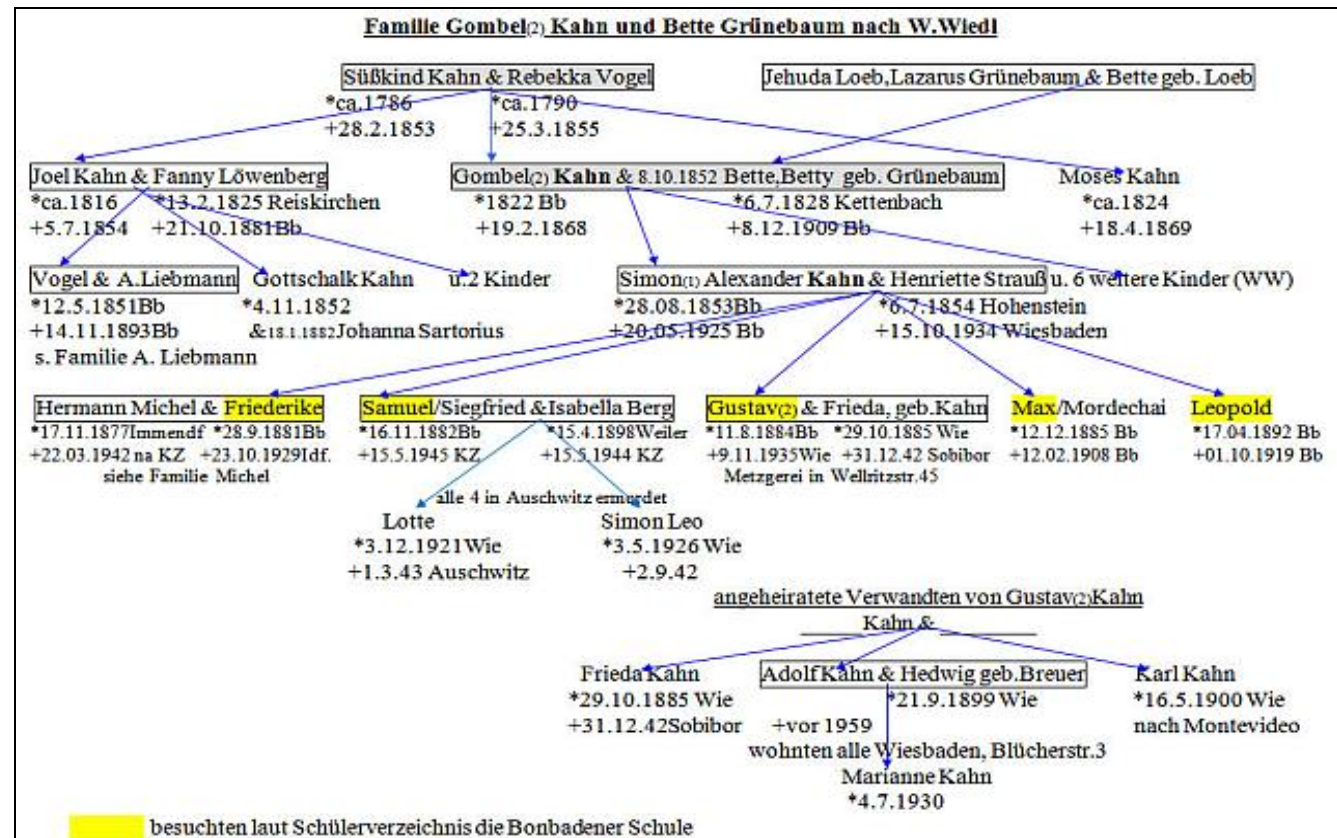 Familie Gombel(2) Kahn und Bette Grünebaum nach W.Wiedl
Süßkind Kahn & Rebekka Vogel
Jehuda Loeb,Lazarus Grünebaum & Bette geb. Loeb
*ca.1786 *ca.1790
+28.2.1853 +25.3.1855
Joel Kahn & Fanny Löwenberg
Gombel(2) Kahn & 8.10.1852 Bette,Betty geb. Grünebaum
Moses Kahn
*ca.1816 *13.2.1825 Reiskirchen
*1822 Bb *6.7.1828 Kettenbach
*ca.1824
+5.7.1854 +21.10.1881Bb
+19.2.1868 +8.12.1909 Bb
+18.4.1869
Vogel & A.Liebmann
Gottschalk Kahn
u.2 Kinder
Simon(1) Alexander Kahn & Henriette Strauß u. 6 weitere Kinder (WW)
*12.5.1851Bb
*4.11.1852
*28.08.1853Bb *6.7.1854 Hohenstein
+14.11.1893Bb
&18.1.1882Johanna Sartorius
+20.05.1925 Bb +15.10.1934 Wiesbaden
s. Familie A. Liebmann
Hermann Michel & Friederike
Samuel/Siegfried &Isabella Berg
Gustav(2) & Frieda, geb.Kahn
Max/Mordechai
Leopold
*17.11.1877Immendf *28.9.1881Bb
*16.11.1882Bb *15.4.1898Weiler
*11.8.1884Bb *29.10.1885 Wie
*12.12.1885 Bb
*17.04.1892 Bb
+22.03.1942 na KZ +23.10.1929Idf.
+15.5.1945 KZ +15.5.1944 KZ
+9.11.1935Wie +31.12.42 Sobibor
+12.02.1908 Bb
+01.10.1919 Bb
siehe Familie Michel
Metzgerei in Wellritzstr.45
alle 4 in Auschwitz ermordet
Lotte
Simon Leo
*3.12.1921Wie
*3.5.1926 Wie
+1.3.43 Auschwitz
+2.9.42
angeheiratete Verwandten von Gustav(2)Kahn
Kahn &
Frieda Kahn
Adolf Kahn & Hedwig geb.Breuer
Karl Kahn
*29.10.1885 Wie
*21.9.1899 Wie
*16.5.1900 Wie
+31.12.42Sobibor
+vor 1959
nach Montevideo
wohnten alle Wiesbaden, Blücherstr.3
Marianne Kahn
*4.7.1930
besuchten laut Schülerverzeichnis die Bonbadener Schule